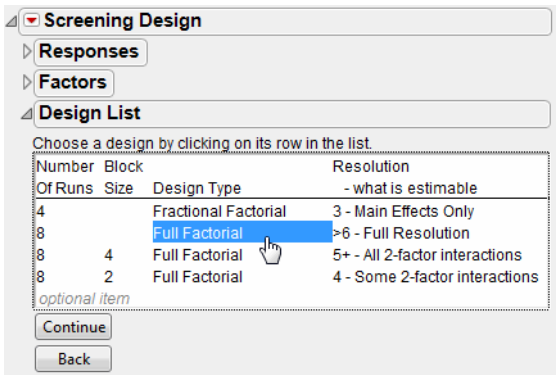 Screening Design
Responses
Factors
Design List
Choose a design by clicking on its row in the list.
Number Block Resolution
Of Runs Size Design Type - what is estimable
4 Fractional Factorial 3 - Main Effects Only
8 Full Factorial >6 - Full Resolution
8 4 Full Factorial 5+ - All 2-factor interactions
8 2 Full Factorial 4 - Some 2-factor interactions
optional item
Continue
Back